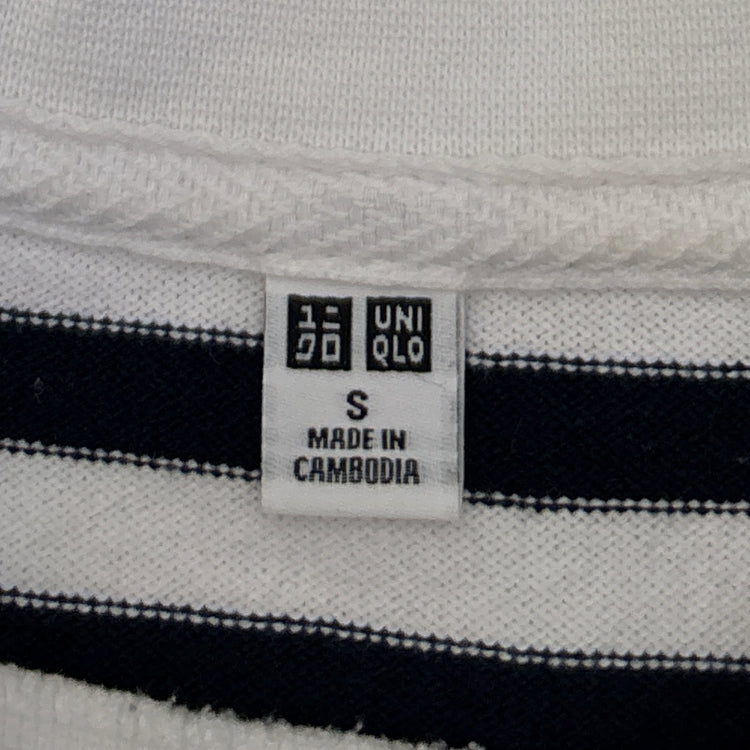 ユニ UNI
クロ QLO
S
MADE IN
CAMBODIA